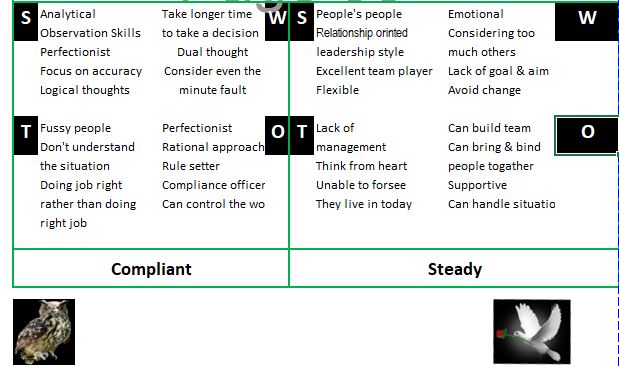 S
Analytical
Observation Skills
Perfectionist
Focus on accuracy
Logical thoughts
Take longer time
to take a decision
Dual thought
Consider even the
minute fault
W
S
People's people
Relationship orinted
leadership style
Excellent team player
Flexible
Emotional
Considering too
much others
Lack of goal & aim
Avoid change
W
T
Fussy people
Don't understand
the situation
Doing job right
rather than doing
right job
Perfectionist
Rational approach
Rule setter
Compliance officer
Can control the wo
O
T
Lack of
management
Think from heart
Unable to forsee
They live in today
Can build team
Can bring & bind
people togather
Supportive
Can handle situatio
O
Compliant
Steady